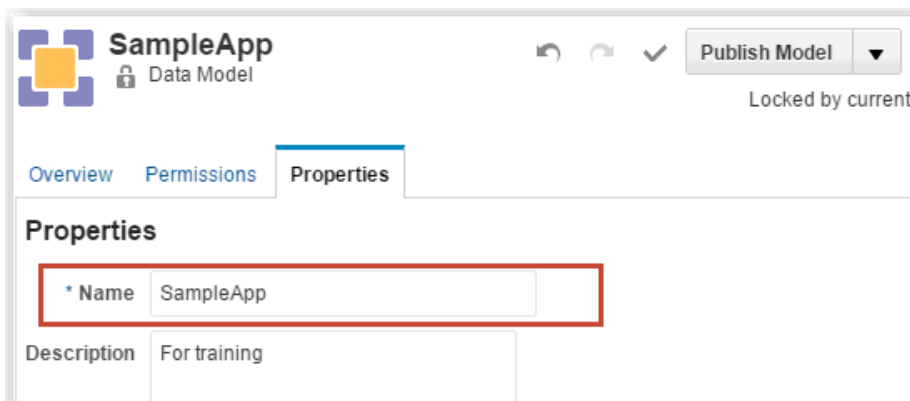 SampleApp
Data Model
Publish Model
Locked by current
Overview Permissions Properties
Properties
* Name SampleApp
Description For training